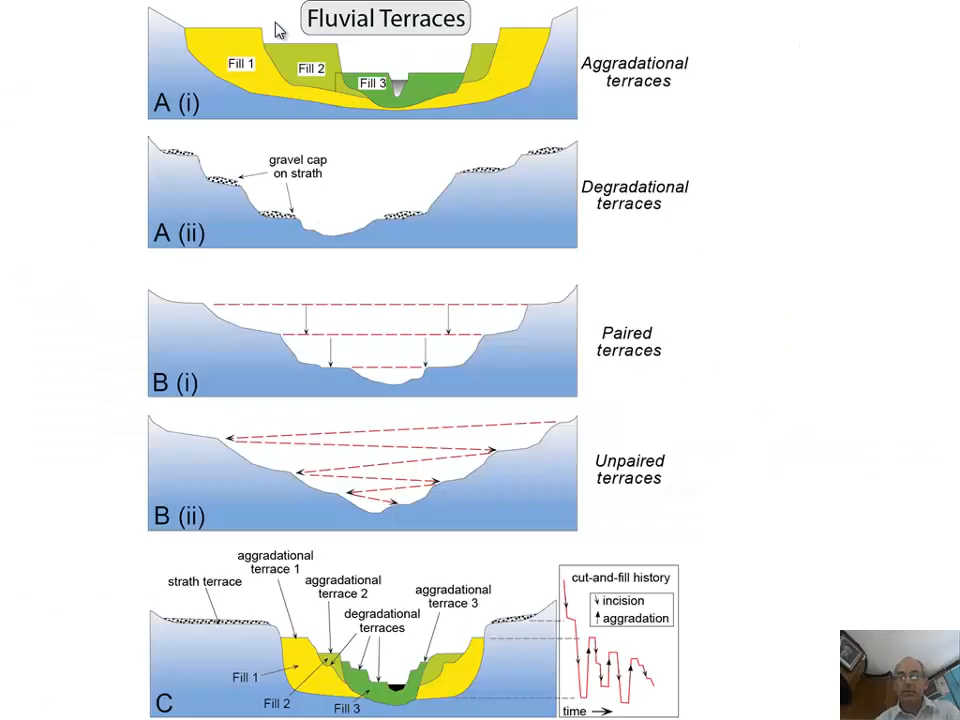 Fluvial Terraces
Fill 1
Fill 2
Fill 3
A (i)
Aggradational
terraces
gravel cap
on strath
A (ii)
Degradational
terraces
B (i)
Paired
terraces
B (ii)
Unpaired
terraces
aggradational
terrace 1
strath terrace
aggradational
terrace 2
degradational
terraces
aggradational
terrace 3
Fill 1
Fill 2
Fill 3
C
cut-and-fill history
incision
aggradation
time